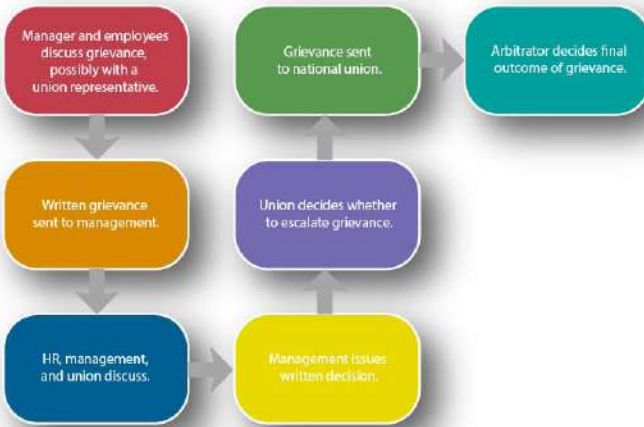 Manager and employees
discuss grievance,
possibly with a
union representative.
Written grievance
sent to management.
HR, management,
and union discuss.
Management issues
written decision.
Union decides whether
to escalate grievance.
Grievance sent
to national union.
Arbitrator decides final
outcome of grievance.